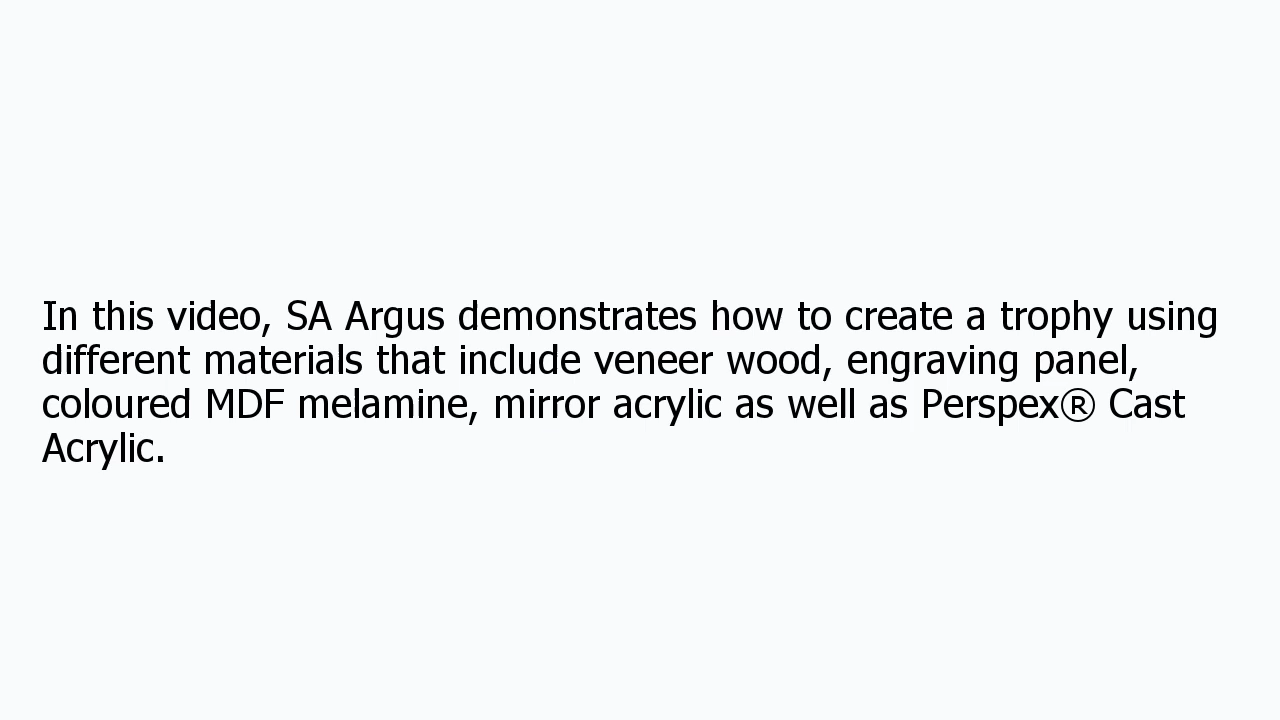 In this video, SA Argus demonstrates how to create a trophy using
different materials that include veneer wood, engraving panel,
coloured MDF melamine, mirror acrylic as well as Perspex® Cast
Acrylic.